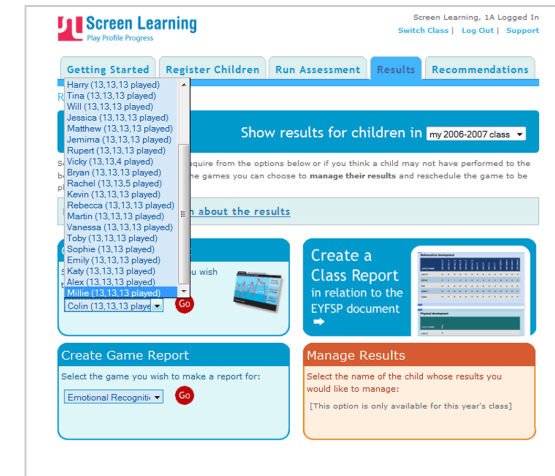 Screen Learning
Play Profile Progress
Screen Learning, 1A Logged In
Switch Class | Log Out | Support
Getting Started
Register Children
Run Assessment
Results
Recommendations
Harry (13,13,13 played)
Tina (13,13,13 played)
Will (13,13,13 played)
Jessica (13,13,13 played)
Matthew (13,13,13 played)
Jemima (13,13,13 played)
Rupert (13,13,13 played)
Vicky (13,13,4 played)
Bryan (13,13,13 played)
Rachel (13,13,5 played)
Kevin (13,13,13 played)
Rebecca (13,13,13 played)
Martin (13,13,13 played)
Vanessa (13,13,13 played)
Toby (13,13,13 played)
Sophie (13,13,13 played)
Emily (13,13,13 played)
Katy (13,13,13 played)
Alex (13,13,13 played)
Millie (13,13,13 played)
Colin (13,13,13 playe
Go
Show results for children in my 2006-2007 class
from the options below or if you think a child may not have performed to the
games you can choose to manage their results and reschedule the game to be
about the results
wish
Create a
Class Report
in relation to the
EYFSP document
Create Game Report
Select the game you wish to make a report for:
Emotional Recogniti
Go
Manage Results
Select the name of the child whose results you
would like to manage:
[This option is only available for this year's class]